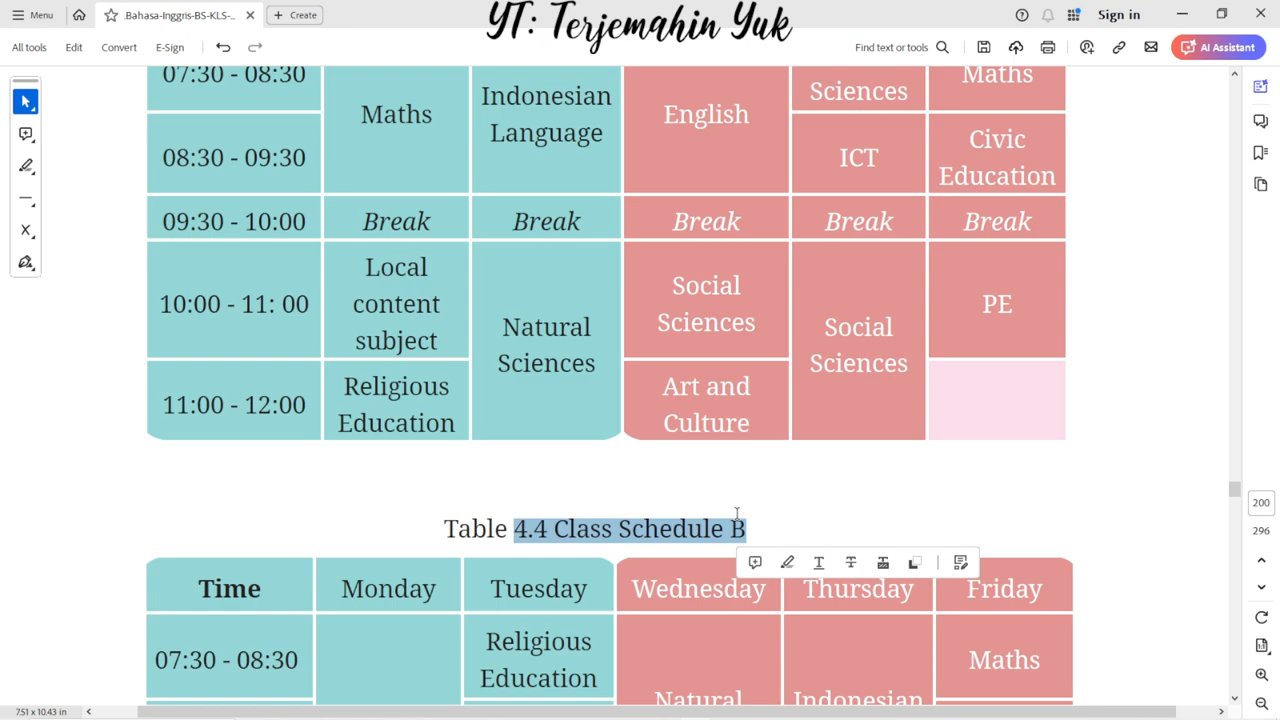 Menu
.Bahasa-Inggris-BS-KLS-...
Create
YT: Terjemahin Yuk
Sign in
All tools
Edit
Convert
E-Sign
Find text or tools
AI Assistant
07:30 - 08:30
Maths
Indonesian
Language
English
Sciences
Maths
08:30 - 09:30
ICT
Civic
Education
09:30 - 10:00
Break
Break
Break
Break
Break
10:00 - 11: 00
Local
content
subject
Natural
Sciences
Social
Sciences
Social
Sciences
PE
11:00 - 12:00
Religious
Education
Art and
Culture
Table 4.4 Class Schedule B
Time
Monday
Tuesday
Wednesday
Thursday
Friday
07:30 - 08:30
Religious
Education
Natural
Indonesian
Maths
200
296
7.51 x 10.43 in